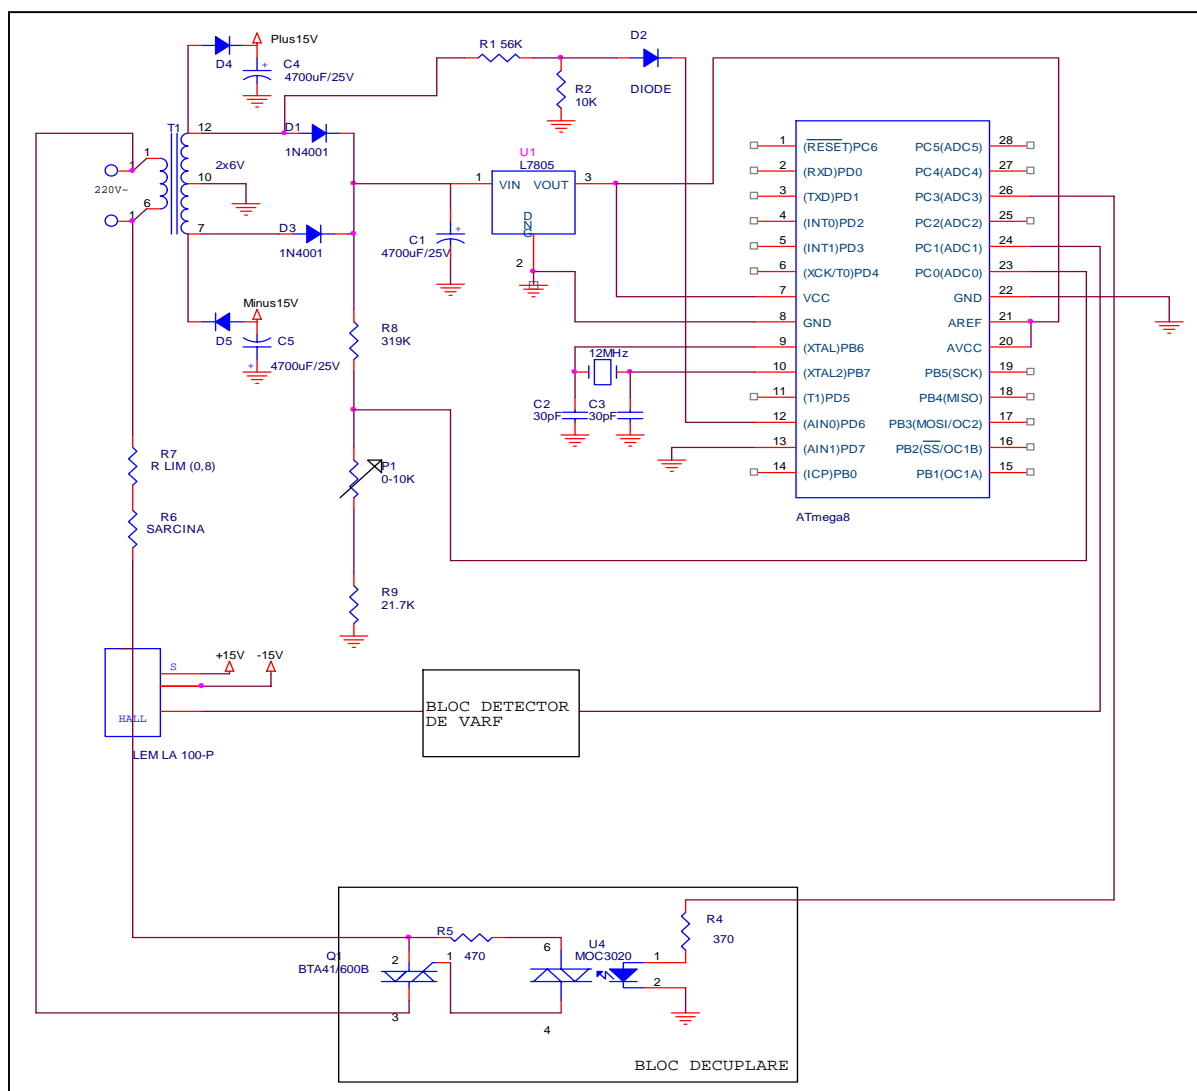 Plus15V
D4
C4
4700uF/25V
+
R1 56K
D2
DIODE
R2
10K
T1
12
D1
1N4001
2x6V
1
1
220V~
10
6
1
7
D3
1N4001
U1
L7805
1
VIN
VOUT
3
GND
2
C1
4700uF/25V
+
Minus15V
D5
C5
4700uF/25V
+
R8
319K
1 (RESET)PC6
2 (RXD)PD0
3 (TXD)PD1
4 (INT0)PD2
5 (INT1)PD3
6 (XCK/T0)PD4
7 VCC
8 GND
9 (XTAL)PB6
10 (XTAL2)PB7
11 (T1)PD5
12 (AIN0)PD6
13 (AIN1)PD7
14 (ICP)PB0
PC5(ADC5) 28
PC4(ADC4) 27
PC3(ADC3) 26
PC2(ADC2) 25
PC1(ADC1) 24
PC0(ADC0) 23
GND 22
AREF 21
AVCC 20
PB5(SCK) 19
PB4(MISO) 18
PB3(MOSI/OC2) 17
PB2(SS/OC1B) 16
PB1(OC1A) 15
ATmega8
12MHz
C2
30pF
C3
30pF
R7
R LIM (0,8)
R6
SARCINA
P1
0-10K
R9
21.7K
+15V
-15V
S
HALL
LEM LA 100-P
BLOC DETECTOR
DE VARF
R5
470
Q1
BTA41/600B
2
1
3
6
4
U4
MOC3020
1
2
R4
370
BLOC DECUPLARE